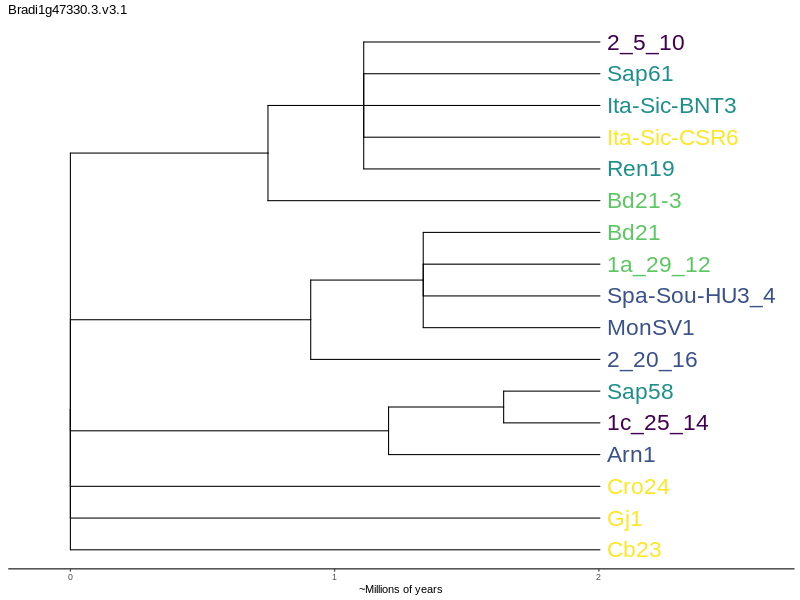 Bradi1g47330.3.v3.1
2_5_10
Sap61
Ita-Sic-BNT3
Ita-Sic-CSR6
Ren19
Bd21-3
Bd21
1a_29_12
Spa-Sou-HU3_4
MonSV1
2_20_16
Sap58
1c_25_14
Arn1
Cro24
Gj1
Cb23
0 1 2
~Millions of years